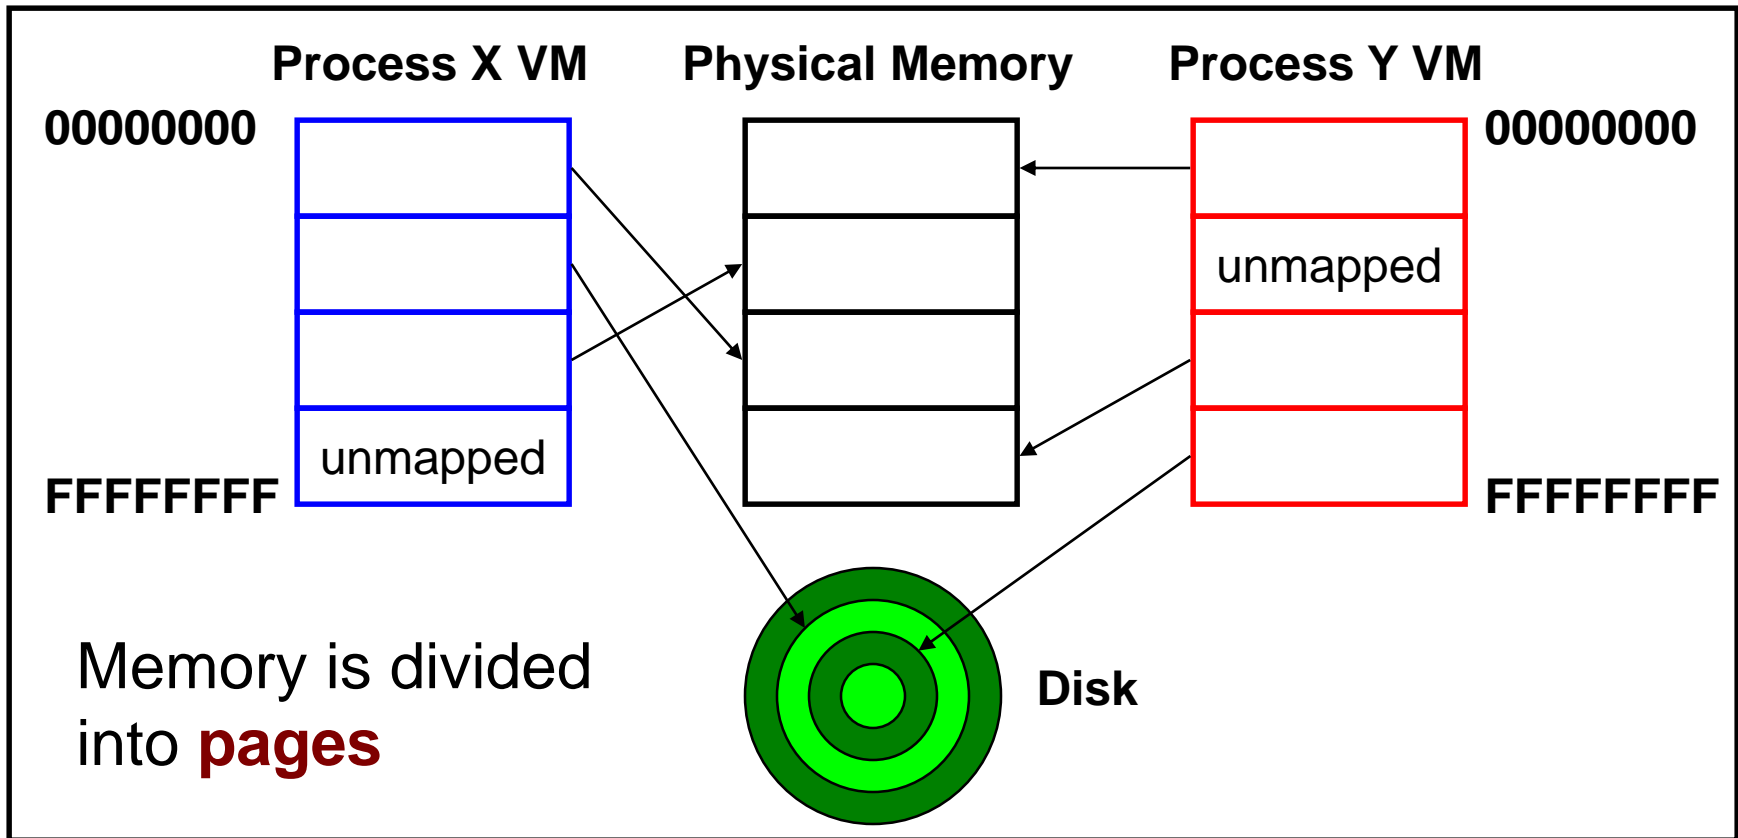 Process X VM
Physical Memory
Process Y VM
00000000
00000000
unmapped
unmapped
FFFFFFFF
FFFFFFFF
Memory is divided
into pages
Disk